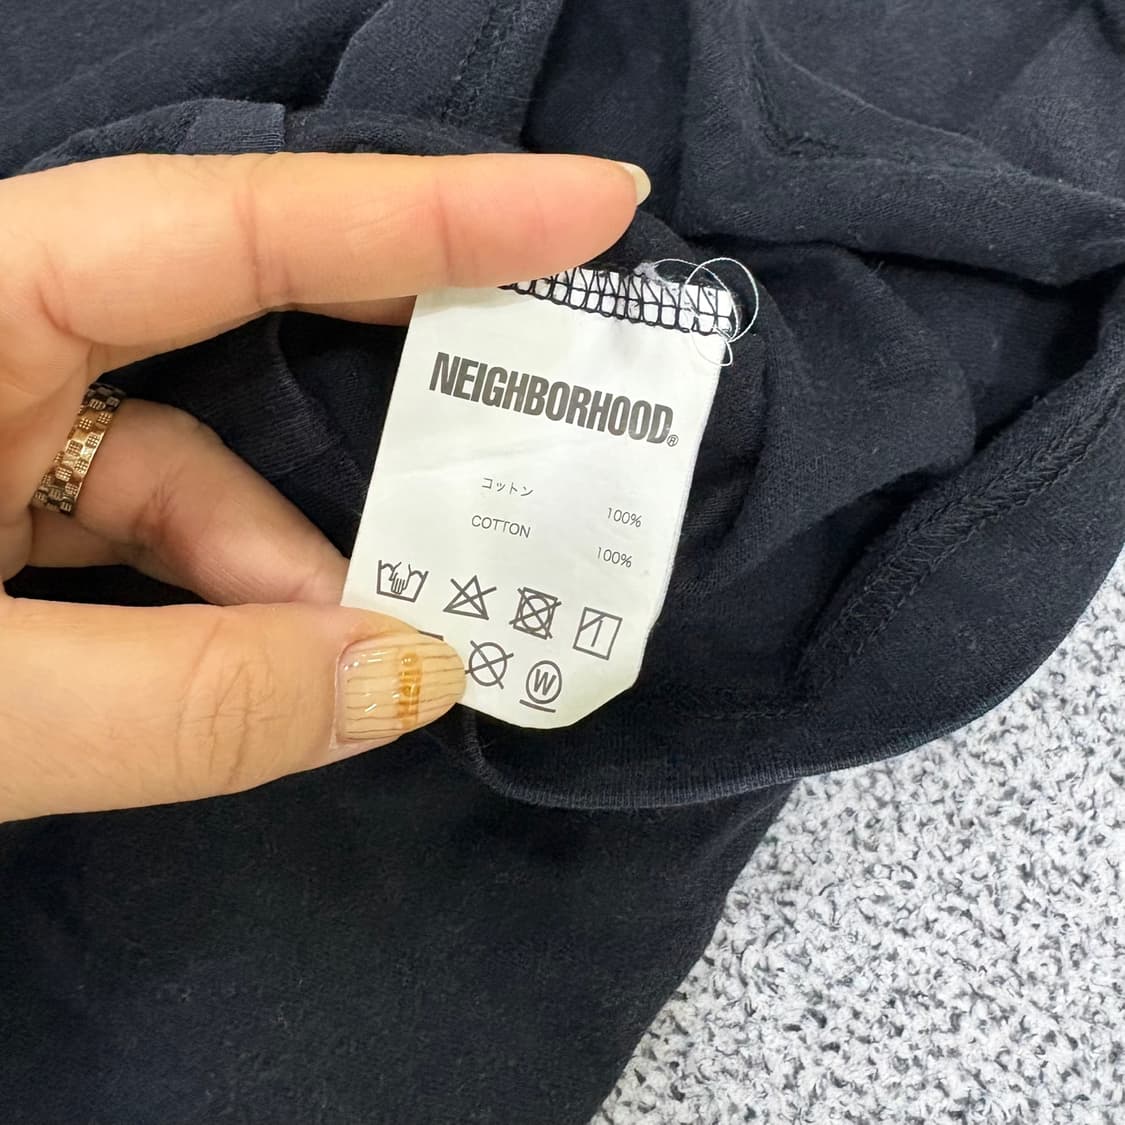 NEIGHBORHOOD®
コットン 100%
COTTON 100%
W